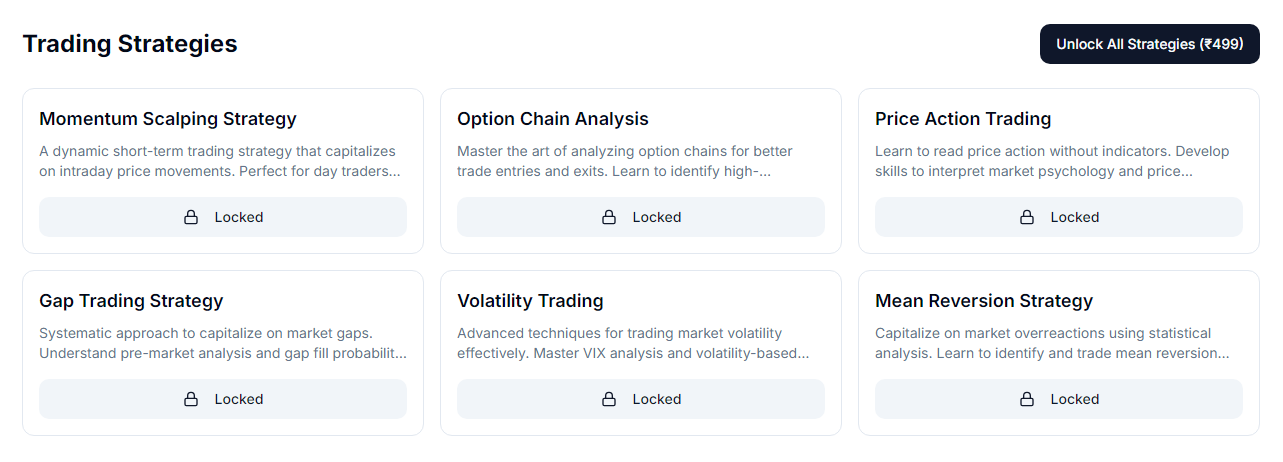 Trading Strategies
Unlock All Strategies (₹499)
Momentum Scalping Strategy
A dynamic short-term trading strategy that capitalizes
on intraday price movements. Perfect for day traders...
Locked
Option Chain Analysis
Master the art of analyzing option chains for better
trade entries and exits. Learn to identify high-...
Locked
Price Action Trading
Learn to read price action without indicators. Develop
skills to interpret market psychology and price...
Locked
Gap Trading Strategy
Systematic approach to capitalize on market gaps.
Understand pre-market analysis and gap fill probabilit...
Locked
Volatility Trading
Advanced techniques for trading market volatility
effectively. Master VIX analysis and volatility-based...
Locked
Mean Reversion Strategy
Capitalize on market overreactions using statistical
analysis. Learn to identify and trade mean reversion...
Locked